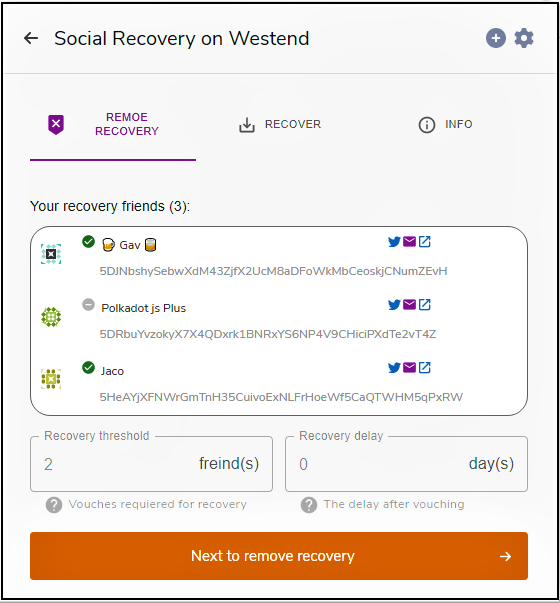 Social Recovery on Westend
REMOE
RECOVERY
RECOVER
INFO
Your recovery friends (3):
🍺 Gav 🥃
5DJNbshySebwXdM43ZjfX2UcM8aDFoWkMbCeoskjCNumZEvH
Polkadot js Plus
5DRbuYvzokyX7X4QDxrk1BNRxYS6NP4V9CHiciPXdTe2vT4Z
Jaco
5HeAYjXFNWrGmTnH35CuivoExNLFrHoeWf5CaQTWHM5qPxRW
Recovery threshold
2 freind(s)
Recovery delay
0 day(s)
Vouches requiered for recovery
The delay after vouching
Next to remove recovery